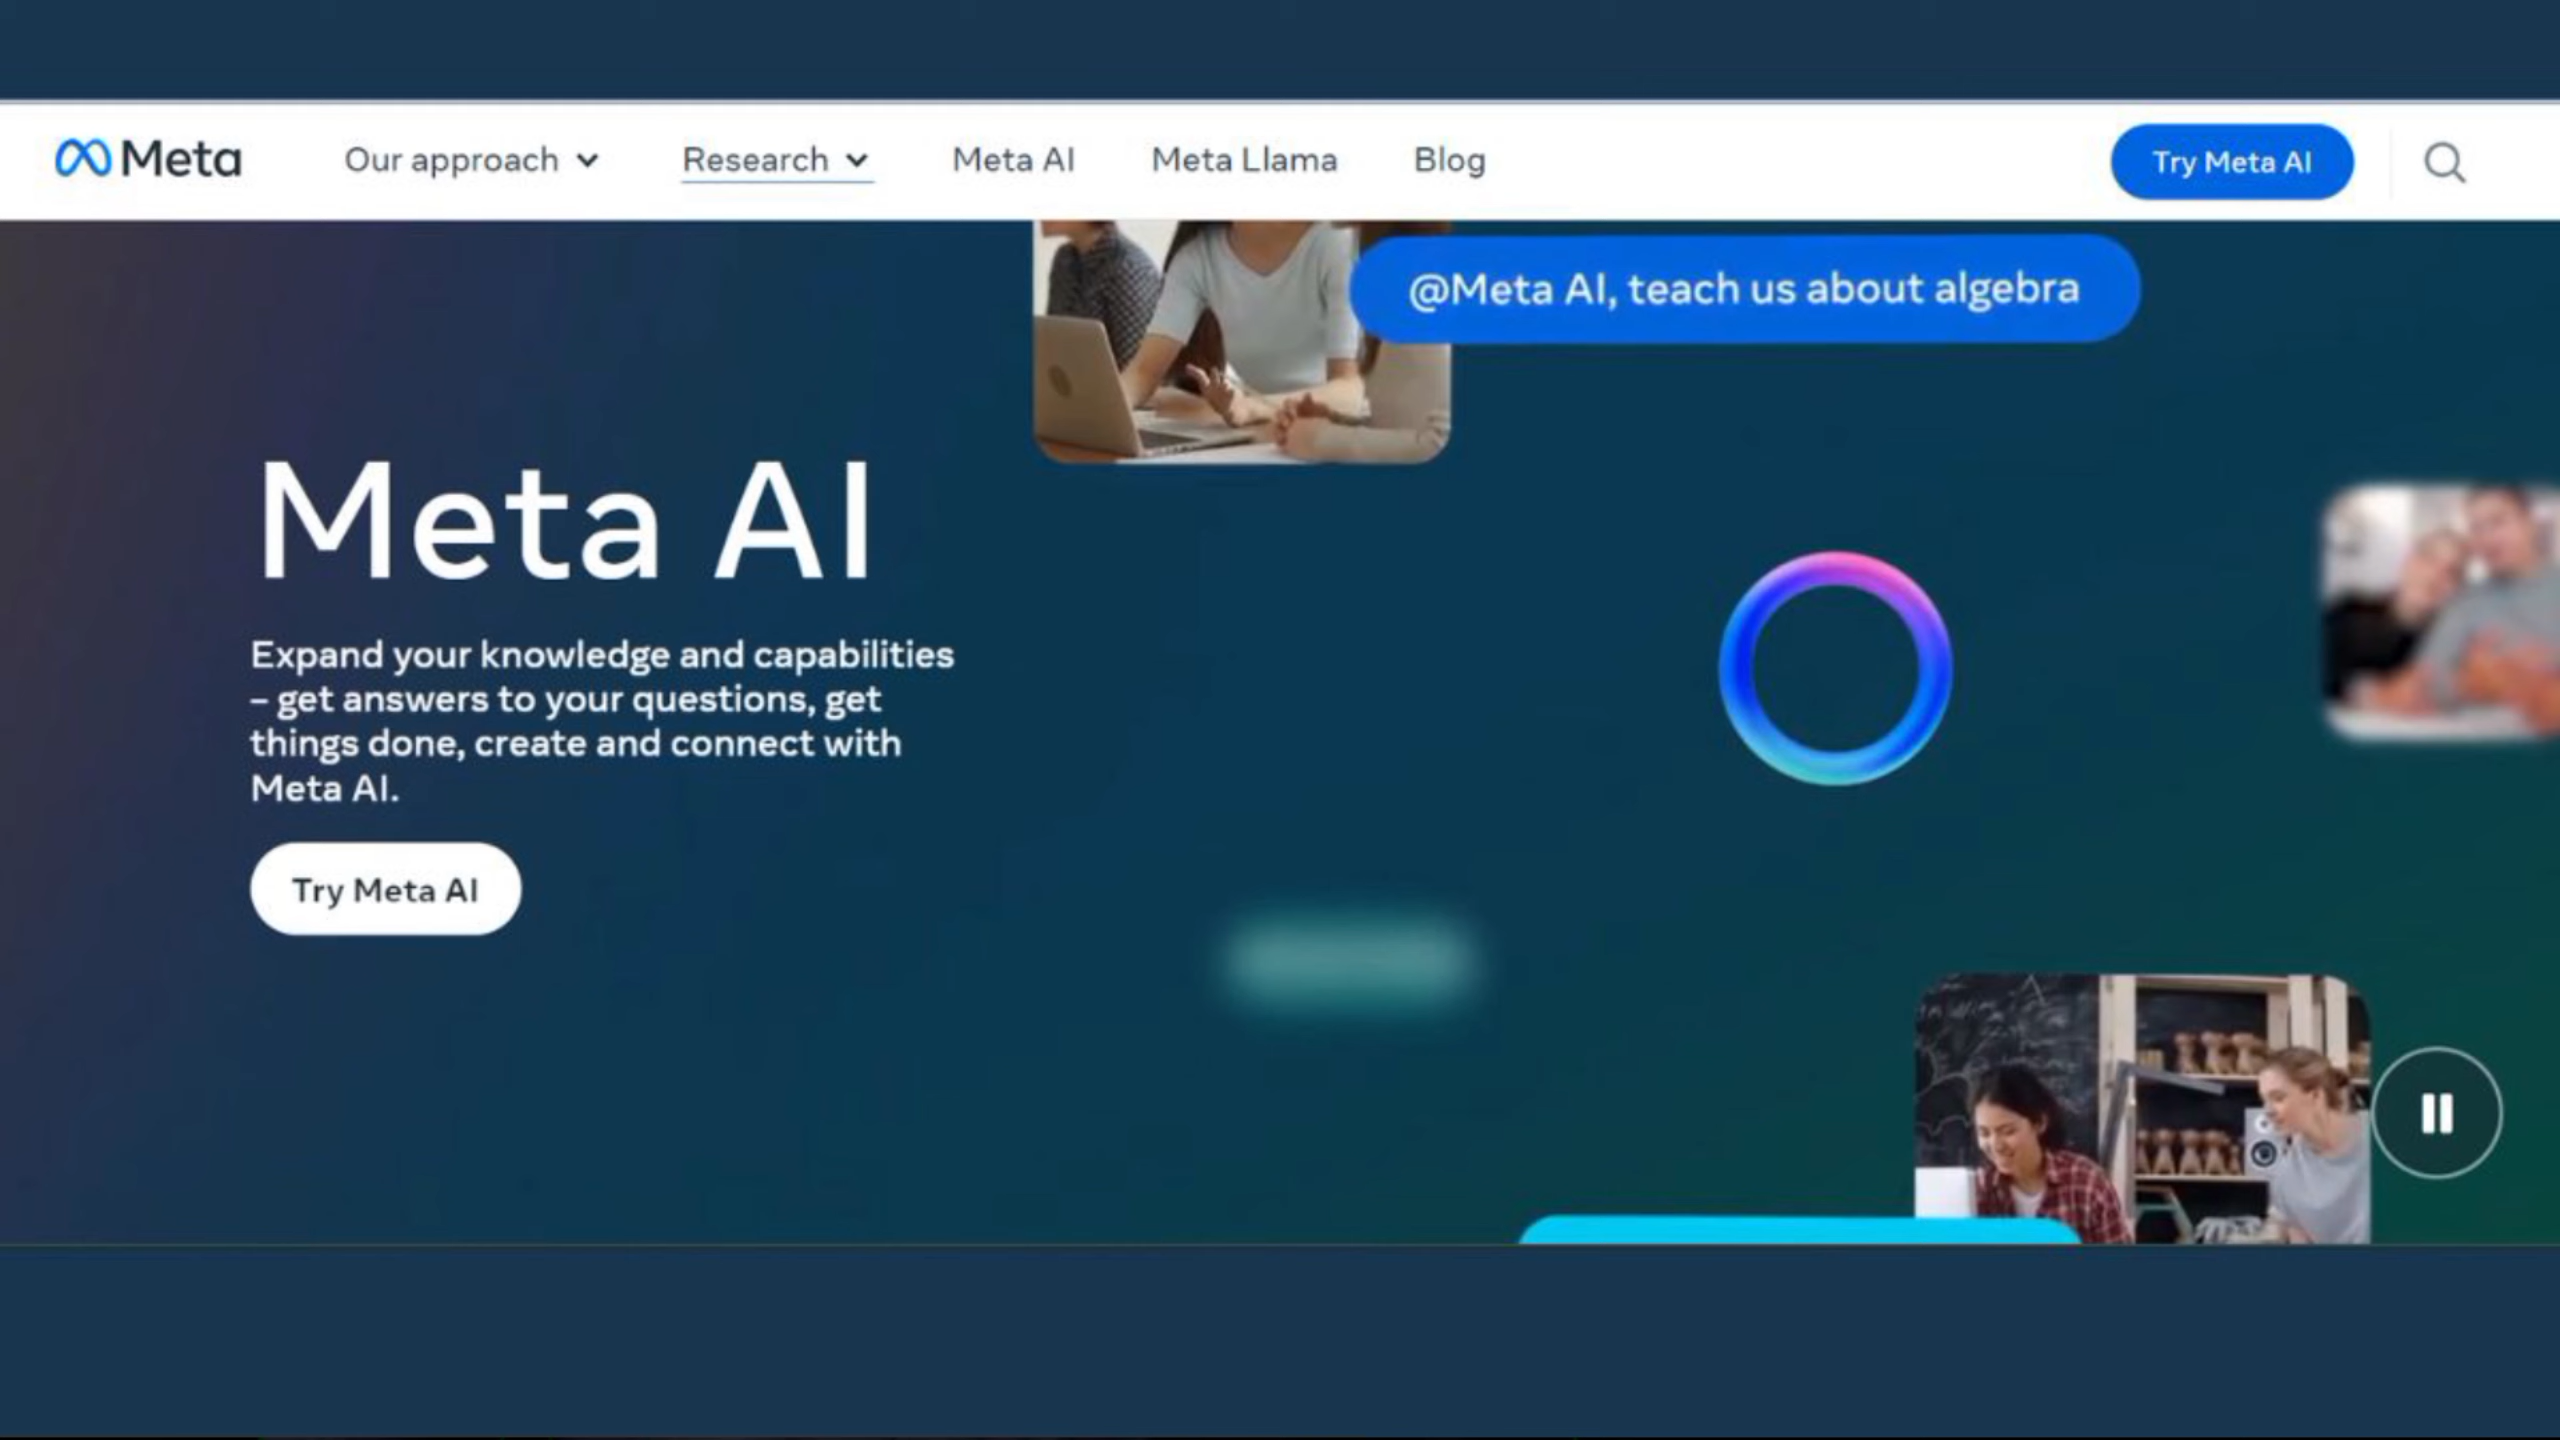 Meta
Our approach
Research
Meta AI
Meta Llama
Blog
Try Meta AI
@Meta AI, teach us about algebra
Meta AI
Expand your knowledge and capabilities
– get answers to your questions, get
things done, create and connect with
Meta AI.
Try Meta AI